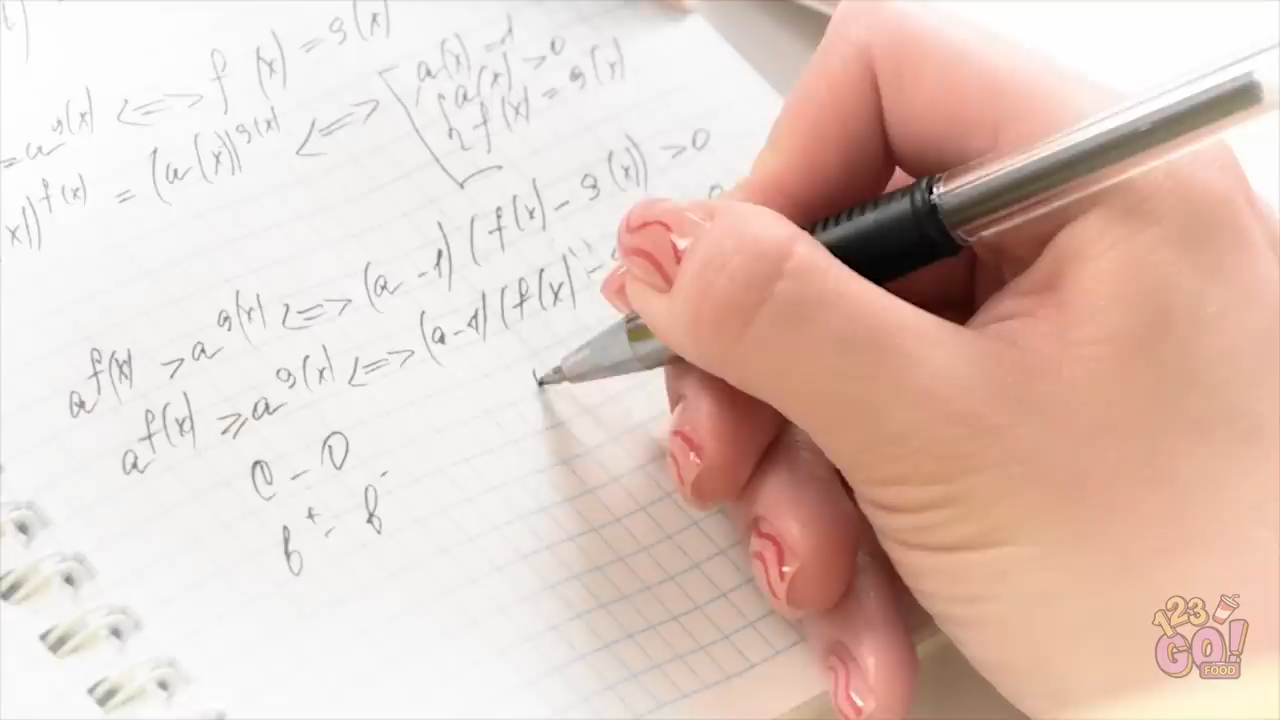 = a^g(x) <=> f(x) = g(x)
x))^f(x) = (a(x))^g(x) <=> [ a(x) = 1
{ a(x) > 0
f(x) = g(x)
a^f(x) > a^g(x) <=> (a - 1) (f(x) - g(x)) > 0
a^f(x) ⩾ a^g(x) <=> (a - 1) (f(x) -
C - D
b^+ - b^-
123 GO! FOOD